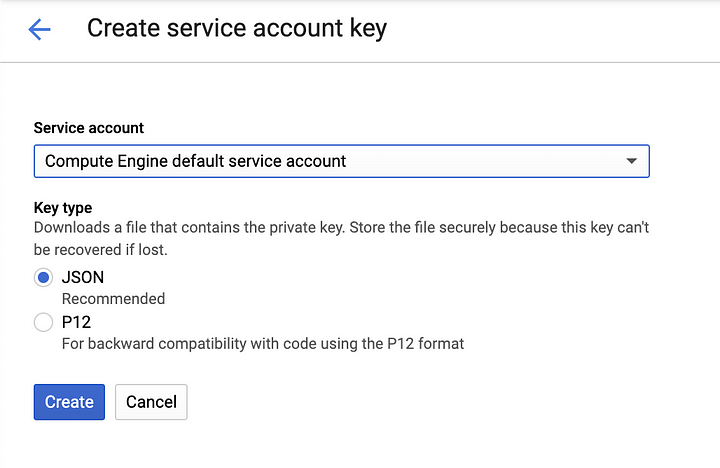 Create service account key
Service account
Compute Engine default service account
Key type
Downloads a file that contains the private key. Store the file securely because this key can't
be recovered if lost.
JSON
Recommended
P12
For backward compatibility with code using the P12 format
Create Cancel